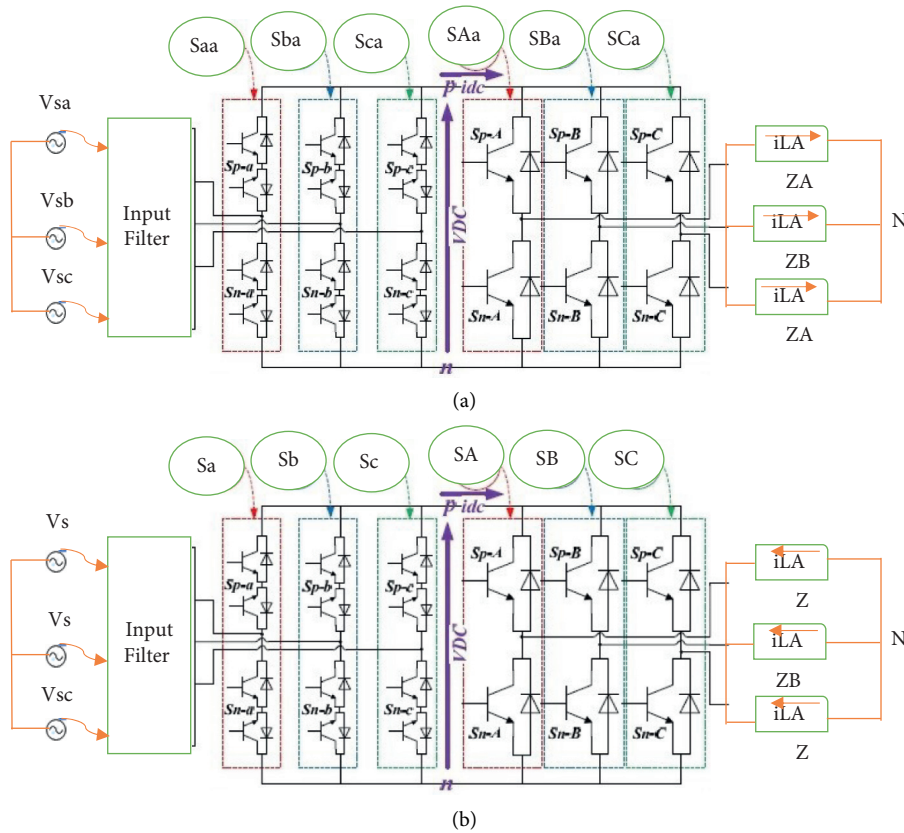 Saa
Sba
Sca
SAa
SBa
SCa
p idc
Vsa
Vsb
Vsc
Input
Filter
Sp-a
Sp-b
Sp-c
Sp-A
Sp-B
Sp-C
VDC
Sn-a
Sn-b
Sn-c
Sn-A
Sn-B
Sn-C
n
iLA
ZA
iLA
ZB
iLA
ZA
N
(a)
Sa
Sb
Sc
SA
SB
SC
p idc
Vs
Vs
Vsc
Input
Filter
Sp-a
Sp-b
Sp-c
Sp-A
Sp-B
Sp-C
VDC
Sn-a
Sn-b
Sn-c
Sn-A
Sn-B
Sn-C
n
iLA
Z
iLA
ZB
iLA
Z
N
(b)